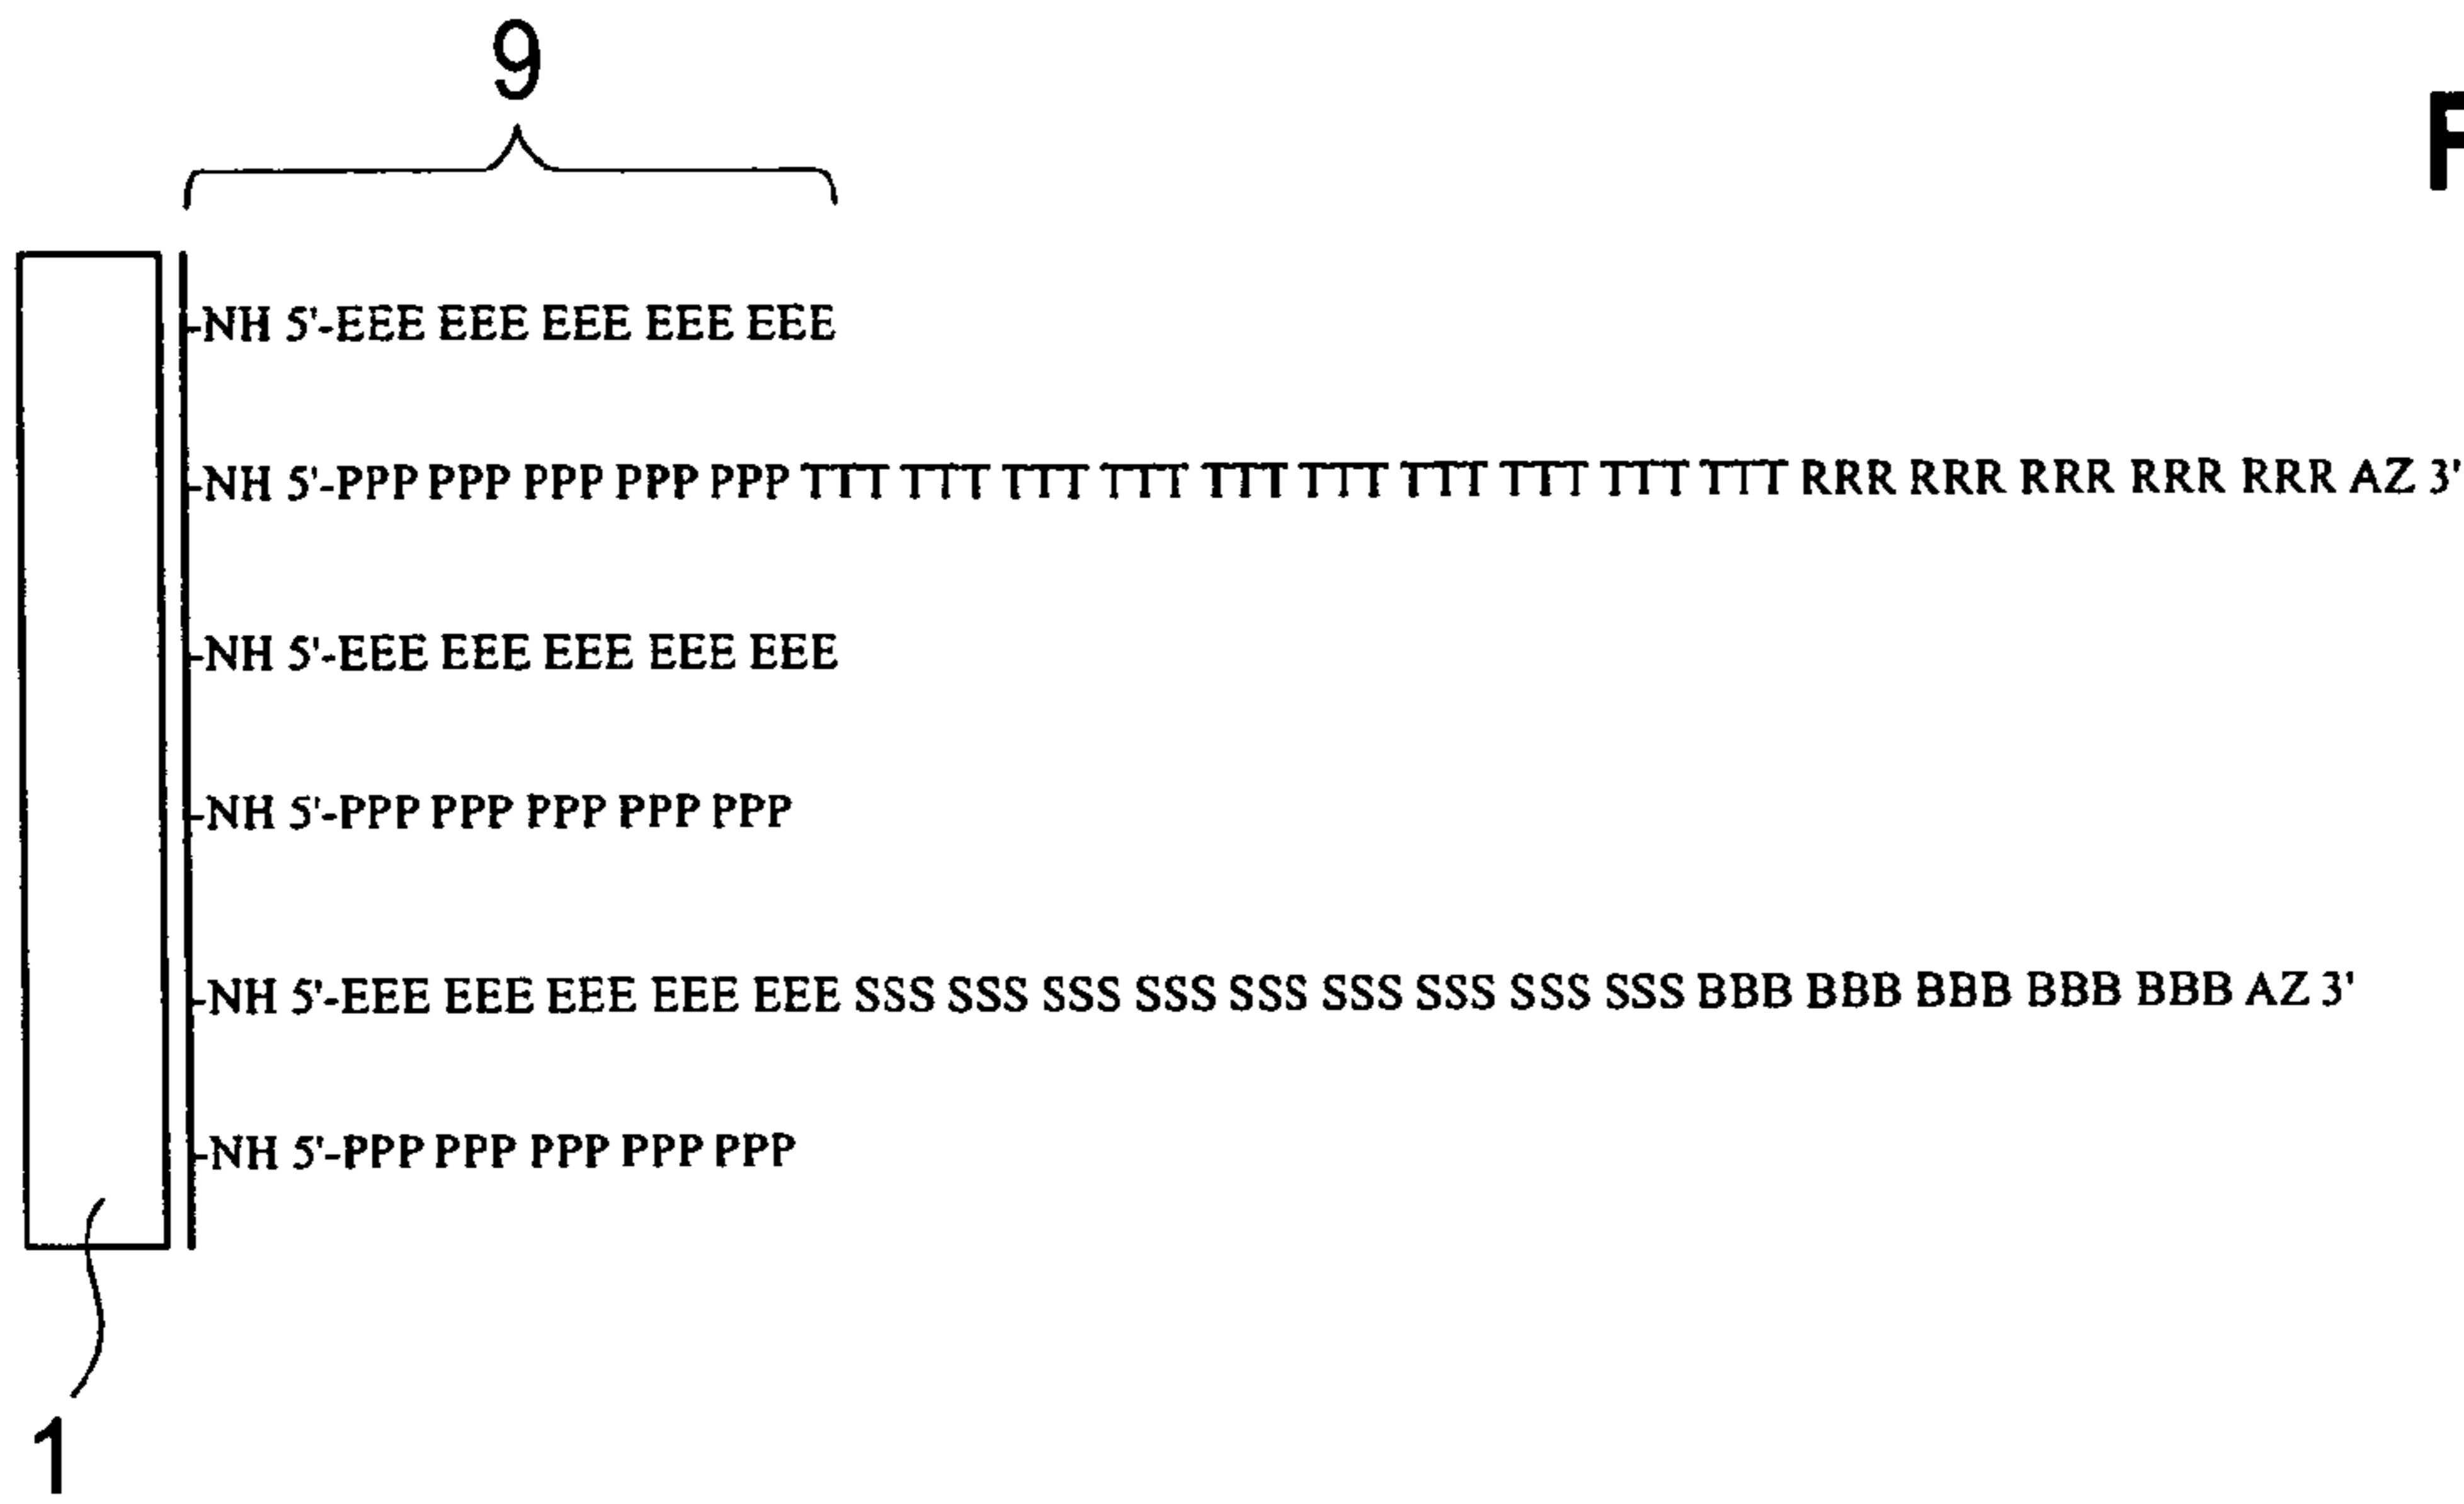 9
F
-NH 5'-EEE EEE EEE EEE EEE
-NH 5'-PPP PPP PPP PPP PPP TTT TTT TTT TTT TTT TTT TTT TTT TTT TTT RRR RRR RRR RRR RRR AZ 3'
-NH 5'-EEE EEE EEE EEE EEE
-NH 5'-PPP PPP PPP PPP PPP
-NH 5'-EEE EEE EEE EEE EEE SSS SSS SSS SSS SSS SSS SSS SSS SSS BBB BBB BBB BBB BBB AZ 3'
-NH 5'-PPP PPP PPP PPP PPP
1